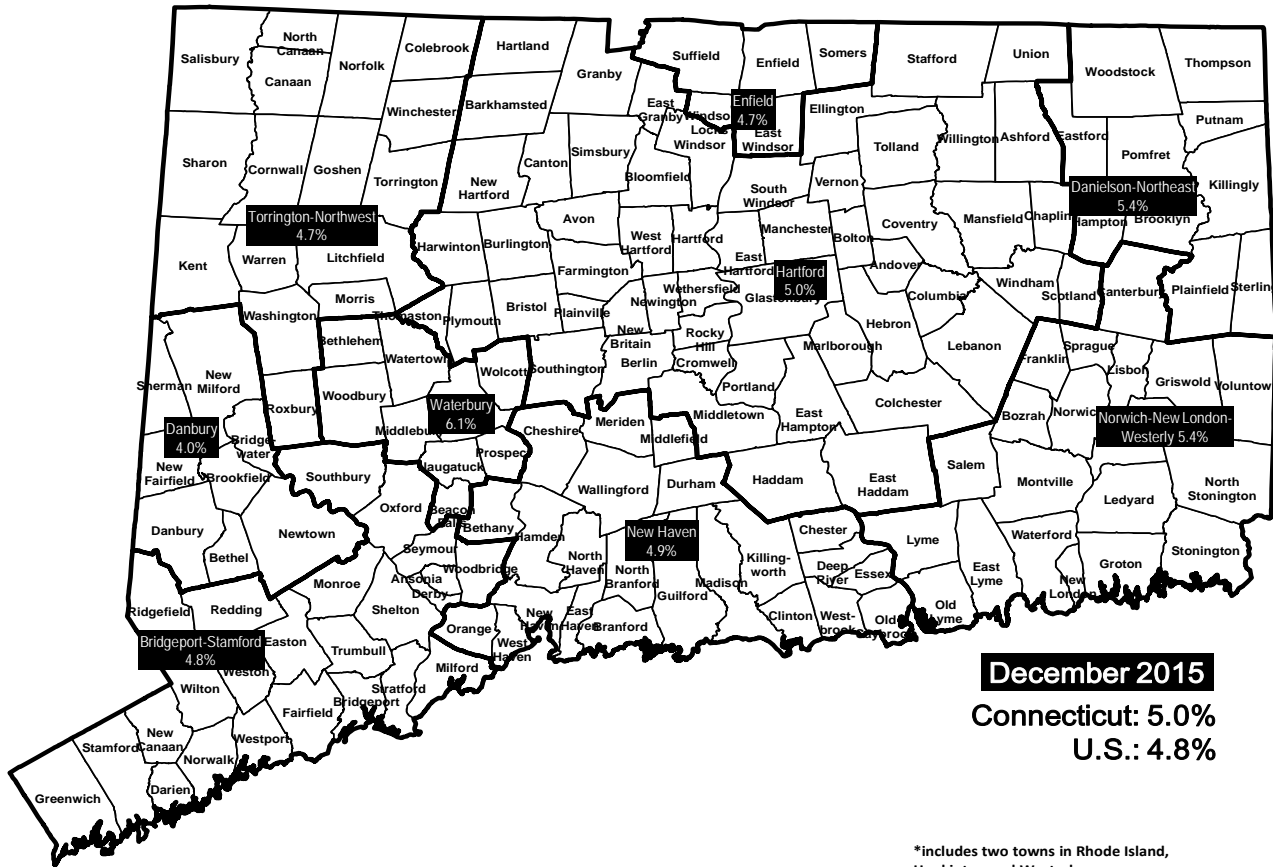 North
Canaan
Colebrook
Hartland
Suffield
Enfield
Somers
Stafford
Union
Woodstock
Thompson
Salisbury
Canaan
Norfolk
Granby
Winchester
Barkhamsted
East
Granby
Windsor
Locks
Enfield
4.7%
East
Windsor
Ellington
Willington
Ashford
Eastford
Putnam
Sharon
Cornwall
Goshen
Torrington
New
Hartford
Canton
Simsbury
Bloomfield
Windsor
Tolland
Pomfret
Killingly
South
Windsor
Vernon
Danielson-Northeast
5.4%
Torrington-Northwest
4.7%
Avon
Mansfield
Chaplin
Hampton
Brooklyn
Kent
Warren
Litchfield
Harwinton
Burlington
West
Hartford
Hartford
Manchester
Bolton
Coventry
East
Hartford
Hartford
5.0%
Andover
Farmington
Wethersfield
Glastonbury
Columbia
Windham
Scotland
Canterbury
Plainfield
Sterling
Morris
Washington
Thomaston
Plymouth
Bristol
Plainville
Newington
New
Britain
Rocky
Hill
Hebron
Bethlehem
Watertown
Wolcott
Southington
Berlin
Cromwell
Marlborough
Lebanon
Franklin
Sprague
Lisbon
Griswold
Voluntown
Sherman
New
Milford
Roxbury
Woodbury
Waterbury
6.1%
Portland
Colchester
Bozrah
Norwich
Norwich-New London-
Westerly 5.4%
Danbury
4.0%
Bridge-
water
Middlebury
Cheshire
Meriden
Middlefield
Middletown
East
Hampton
New
Fairfield
Brookfield
Southbury
Naugatuck
Prospect
Wallingford
Durham
Haddam
East
Haddam
Salem
Montville
Ledyard
North
Stonington
Danbury
Bethel
Newtown
Oxford
Beacon
Falls
Bethany
Hamden
New Haven
4.9%
Chester
Lyme
Waterford
Stonington
Seymour
Woodbridge
North
Haven
North
Branford
Killing-
worth
Deep
River
Essex
East
Lyme
New
London
Groton
Monroe
Ansonia
Derby
Madison
Guilford
Ridgefield
Redding
Shelton
Orange
New
Haven
East
Haven
Branford
Clinton
West-
brook
Old
Saybrook
Old
Lyme
Bridgeport-Stamford
4.8%
Easton
Trumbull
West
Haven
Milford
Weston
Wilton
Stratford
Bridgeport
Fairfield
New
Canaan
Westport
Stamford
Norwalk
Darien
Greenwich
December 2015
Connecticut: 5.0%
U.S.: 4.8%
*includes two towns in Rhode Island,